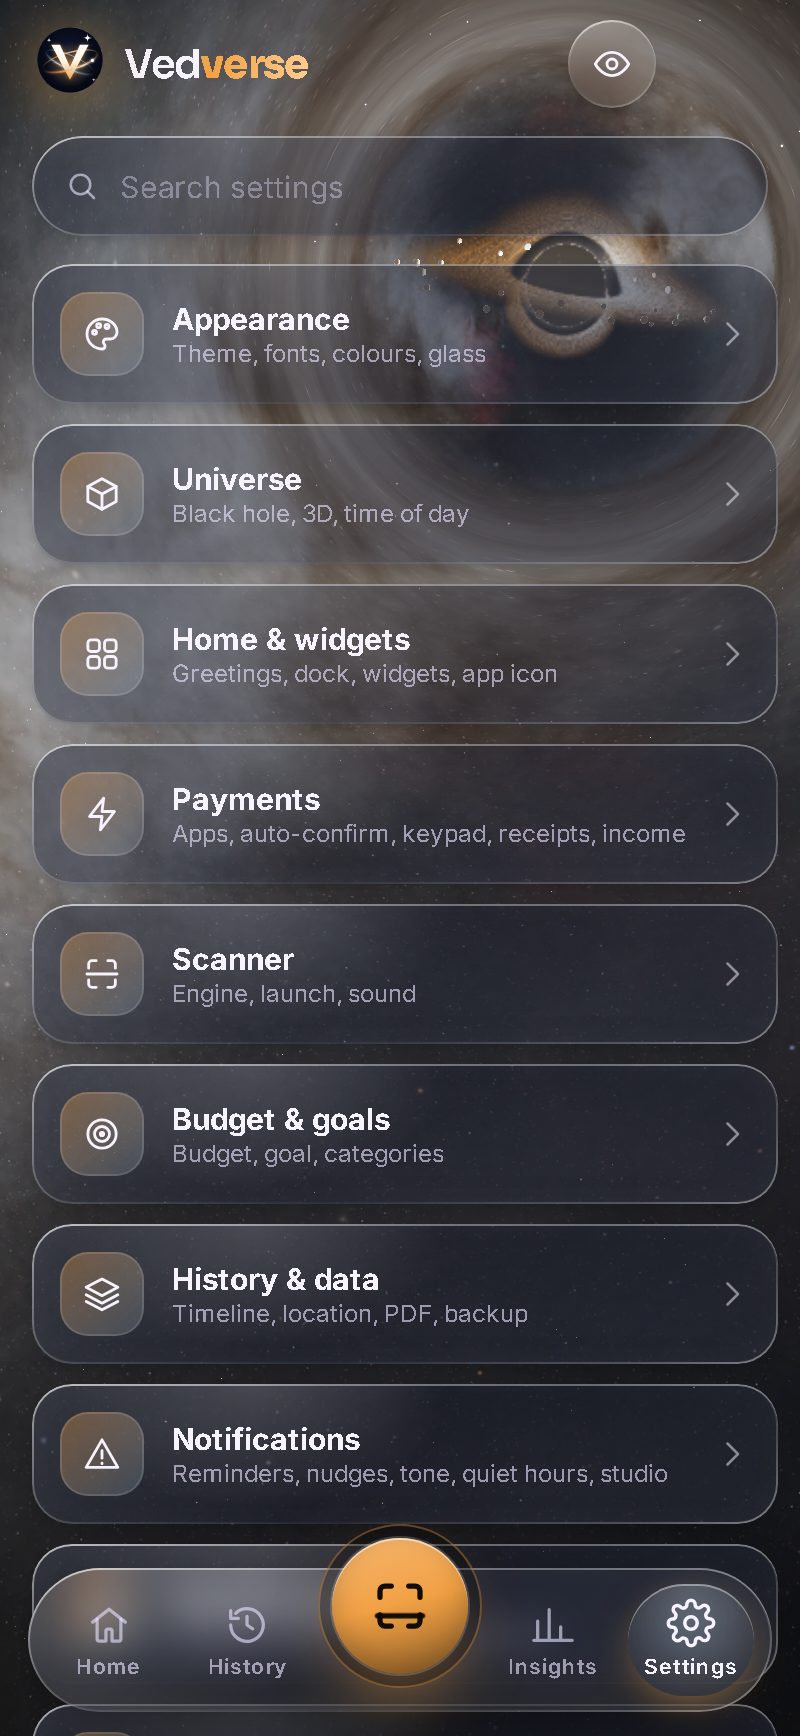 Vedverse
Search settings
Appearance
Theme, fonts, colours, glass
Universe
Black hole, 3D, time of day
Home & widgets
Greetings, dock, widgets, app icon
Payments
Apps, auto-confirm, keypad, receipts, income
Scanner
Engine, launch, sound
Budget & goals
Budget, goal, categories
History & data
Timeline, location, PDF, backup
Notifications
Reminders, nudges, tone, quiet hours, studio
Home History Insights Settings